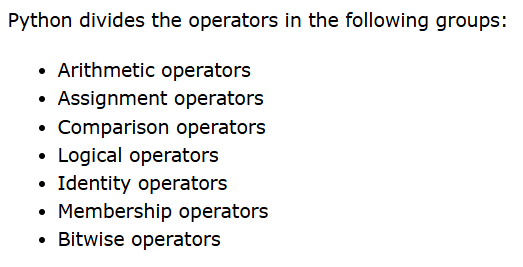 Python divides the operators in the following groups:
• Arithmetic operators
• Assignment operators
• Comparison operators
• Logical operators
• Identity operators
• Membership operators
• Bitwise operators